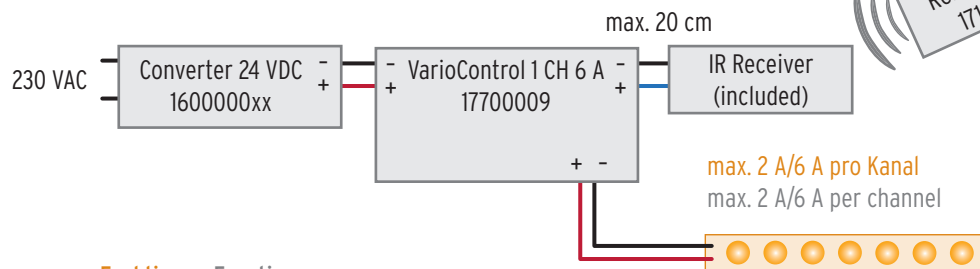 max. 20 cm
230 VAC
Converter 24 VDC
1600000xx
-
+
-
+
VarioControl 1 CH 6 A
17700009
-
+
+ -
IR Receiver
(included)
max. 2 A/6 A pro Kanal
max. 2 A/6 A per channel